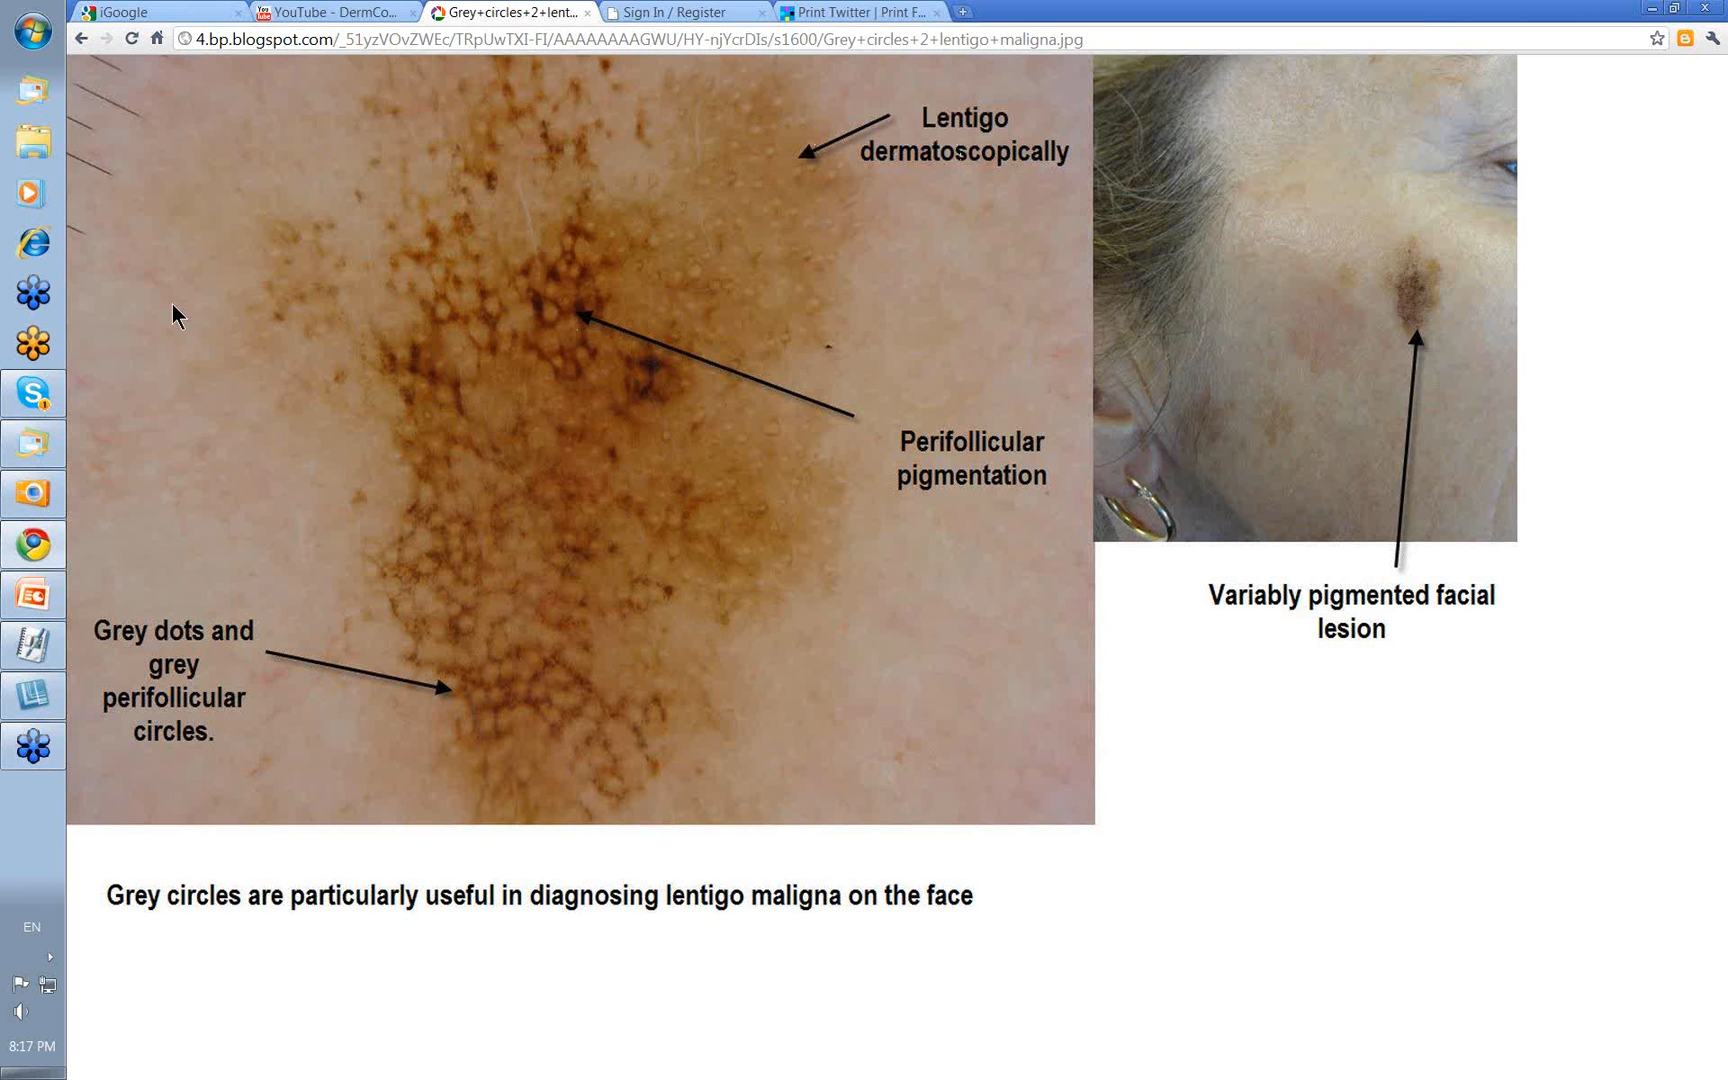 iGoogle
YouTube - DermCo...
Grey+circles+2+lent...
Sign In / Register
Print Twitter | Print F...
4.bp.blogspot.com/_51yzVOvZWEc/TRpUwTXI-FI/AAAAAAAAGWU/HY-njYcrDIs/s1600/Grey+circles+2+lentigo+maligna.jpg
Lentigo
dermatoscopically
Perifollicular
pigmentation
Grey dots and
grey
perifollicular
circles.
Variably pigmented facial
lesion
Grey circles are particularly useful in diagnosing lentigo maligna on the face
EN
8:17 PM